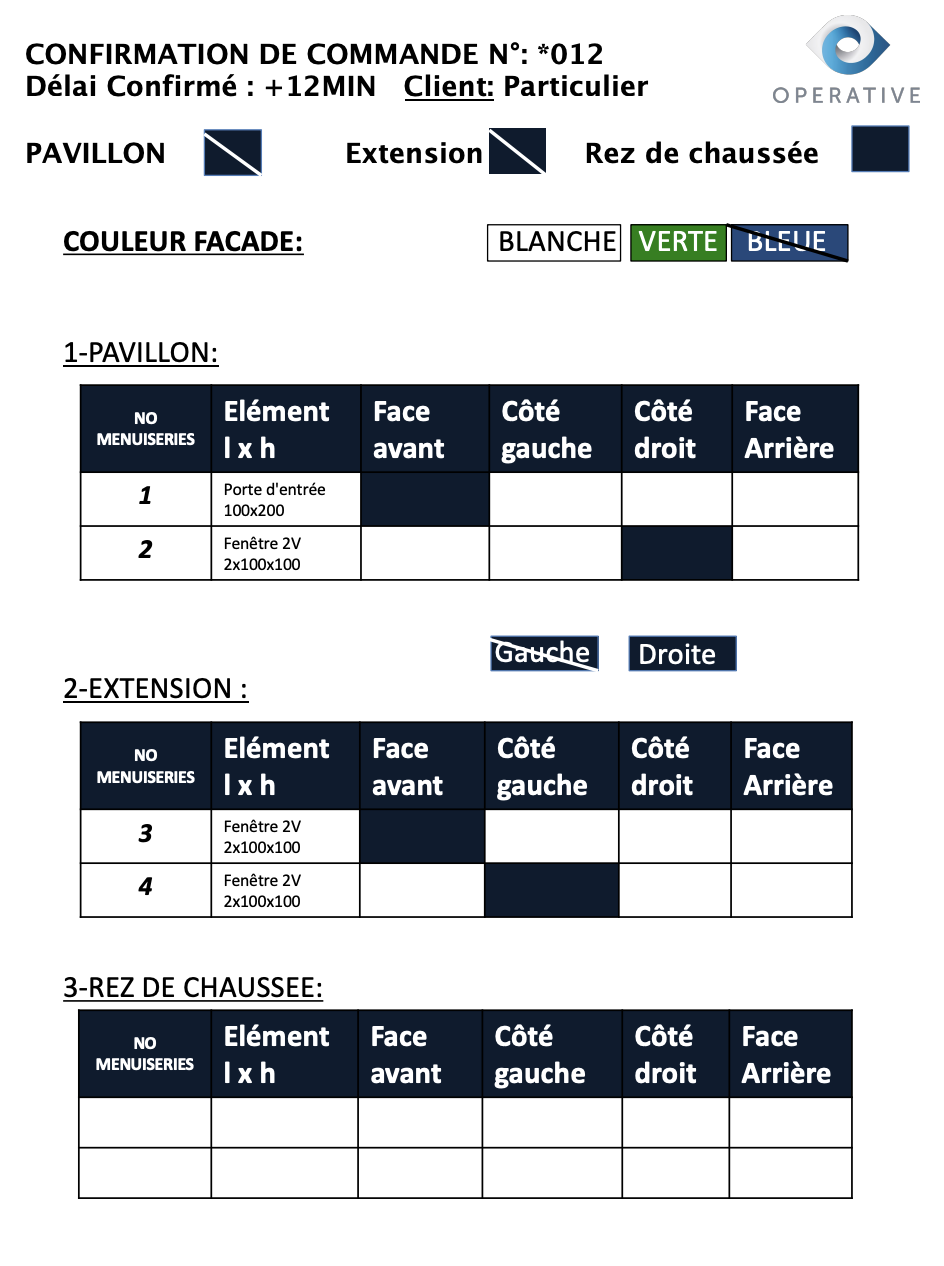 CONFIRMATION DE COMMANDE N°: *012
Délai Confirmé : +12MIN Client: Particulier
OPERATIVE
PAVILLON Extension Rez de chaussée
COULEUR FACADE: BLANCHE VERTE BLEUE
1-PAVILLON:
NO MENUISERIES Elément l x h Face avant Côté gauche Côté droit Face Arrière
1 Porte d'entrée 100x200
2 Fenêtre 2V 2x100x100
Gauche Droite
2-EXTENSION :
NO MENUISERIES Elément l x h Face avant Côté gauche Côté droit Face Arrière
3 Fenêtre 2V 2x100x100
4 Fenêtre 2V 2x100x100
3-REZ DE CHAUSSEE:
NO MENUISERIES Elément l x h Face avant Côté gauche Côté droit Face Arrière